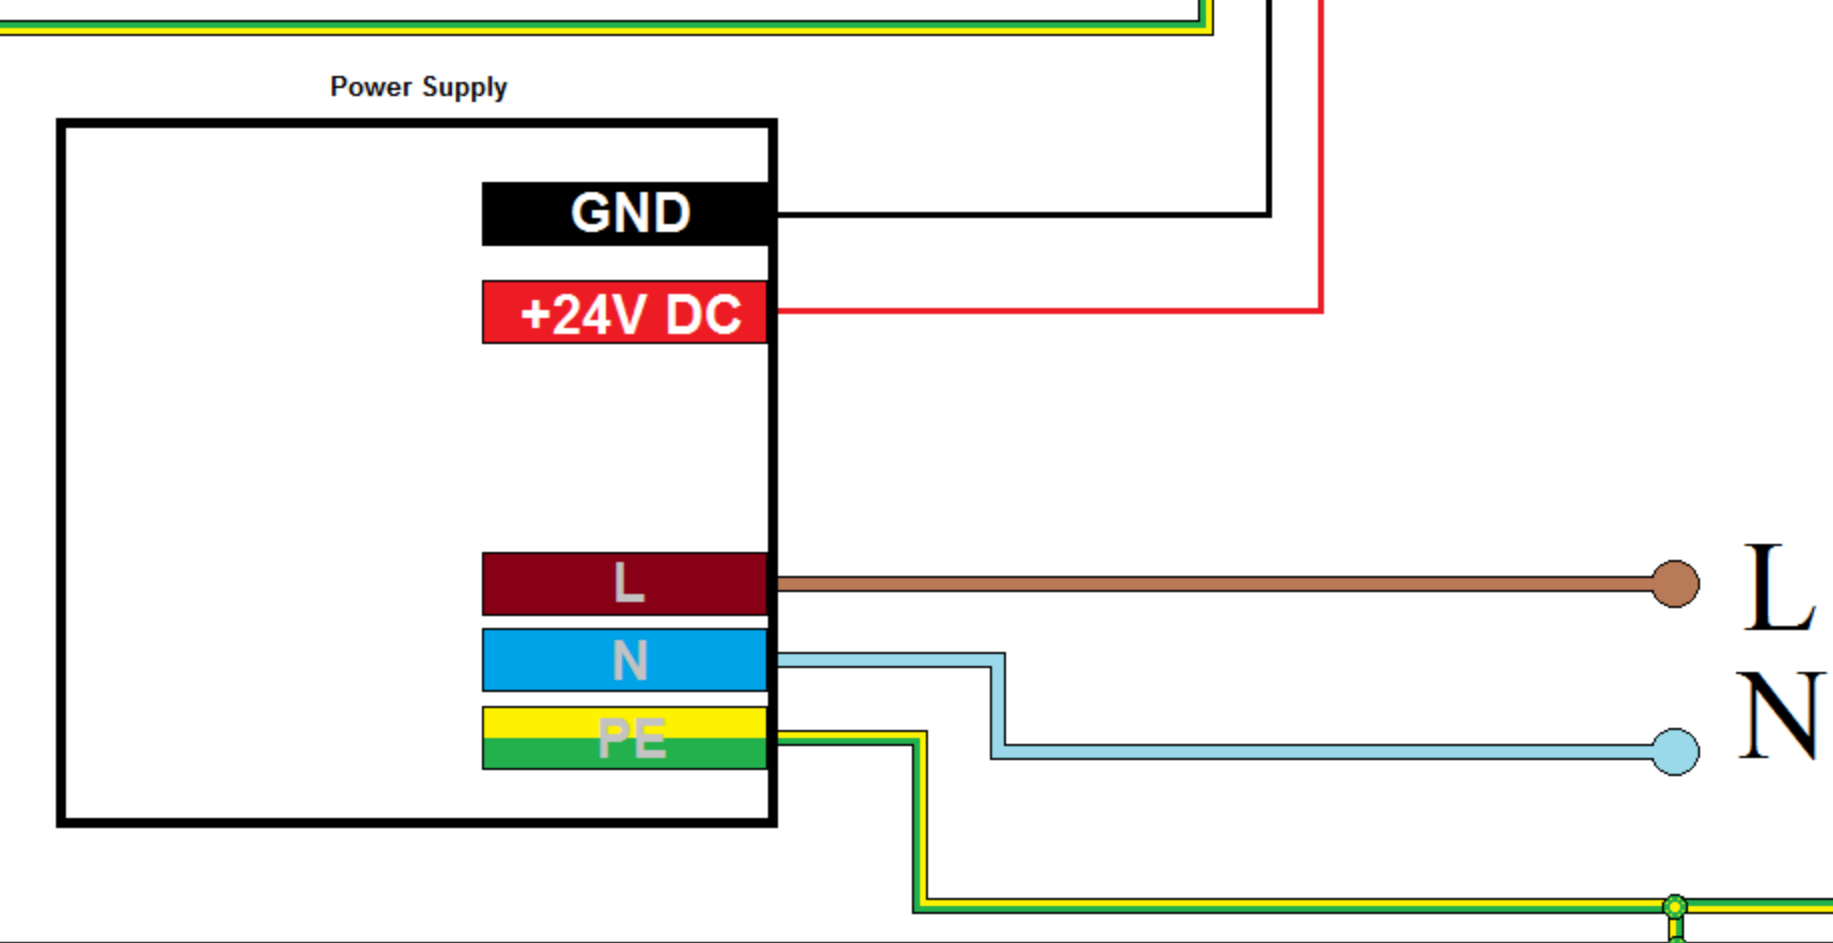 Power Supply
GND
+24V DC
L
L
N
N
PE